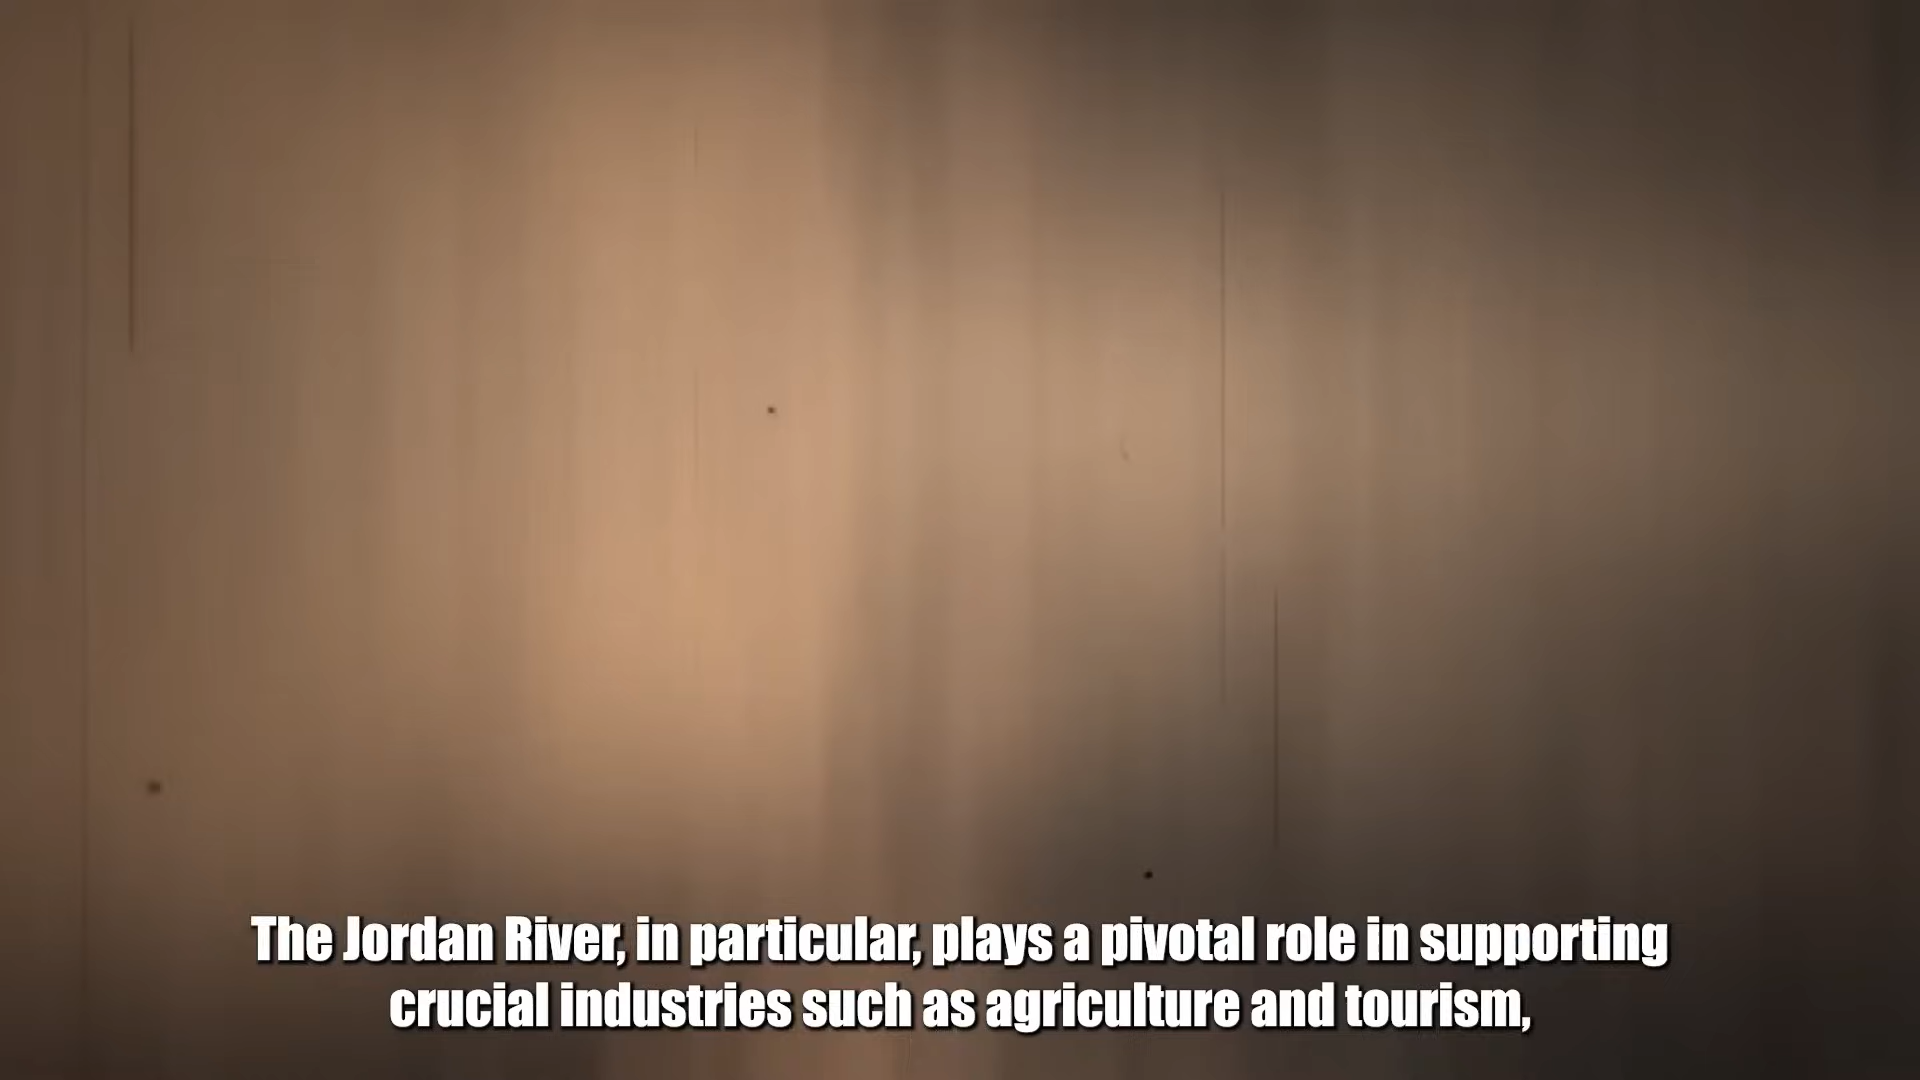 The Jordan River, in particular, plays a pivotal role in supporting
crucial industries such as agriculture and tourism,